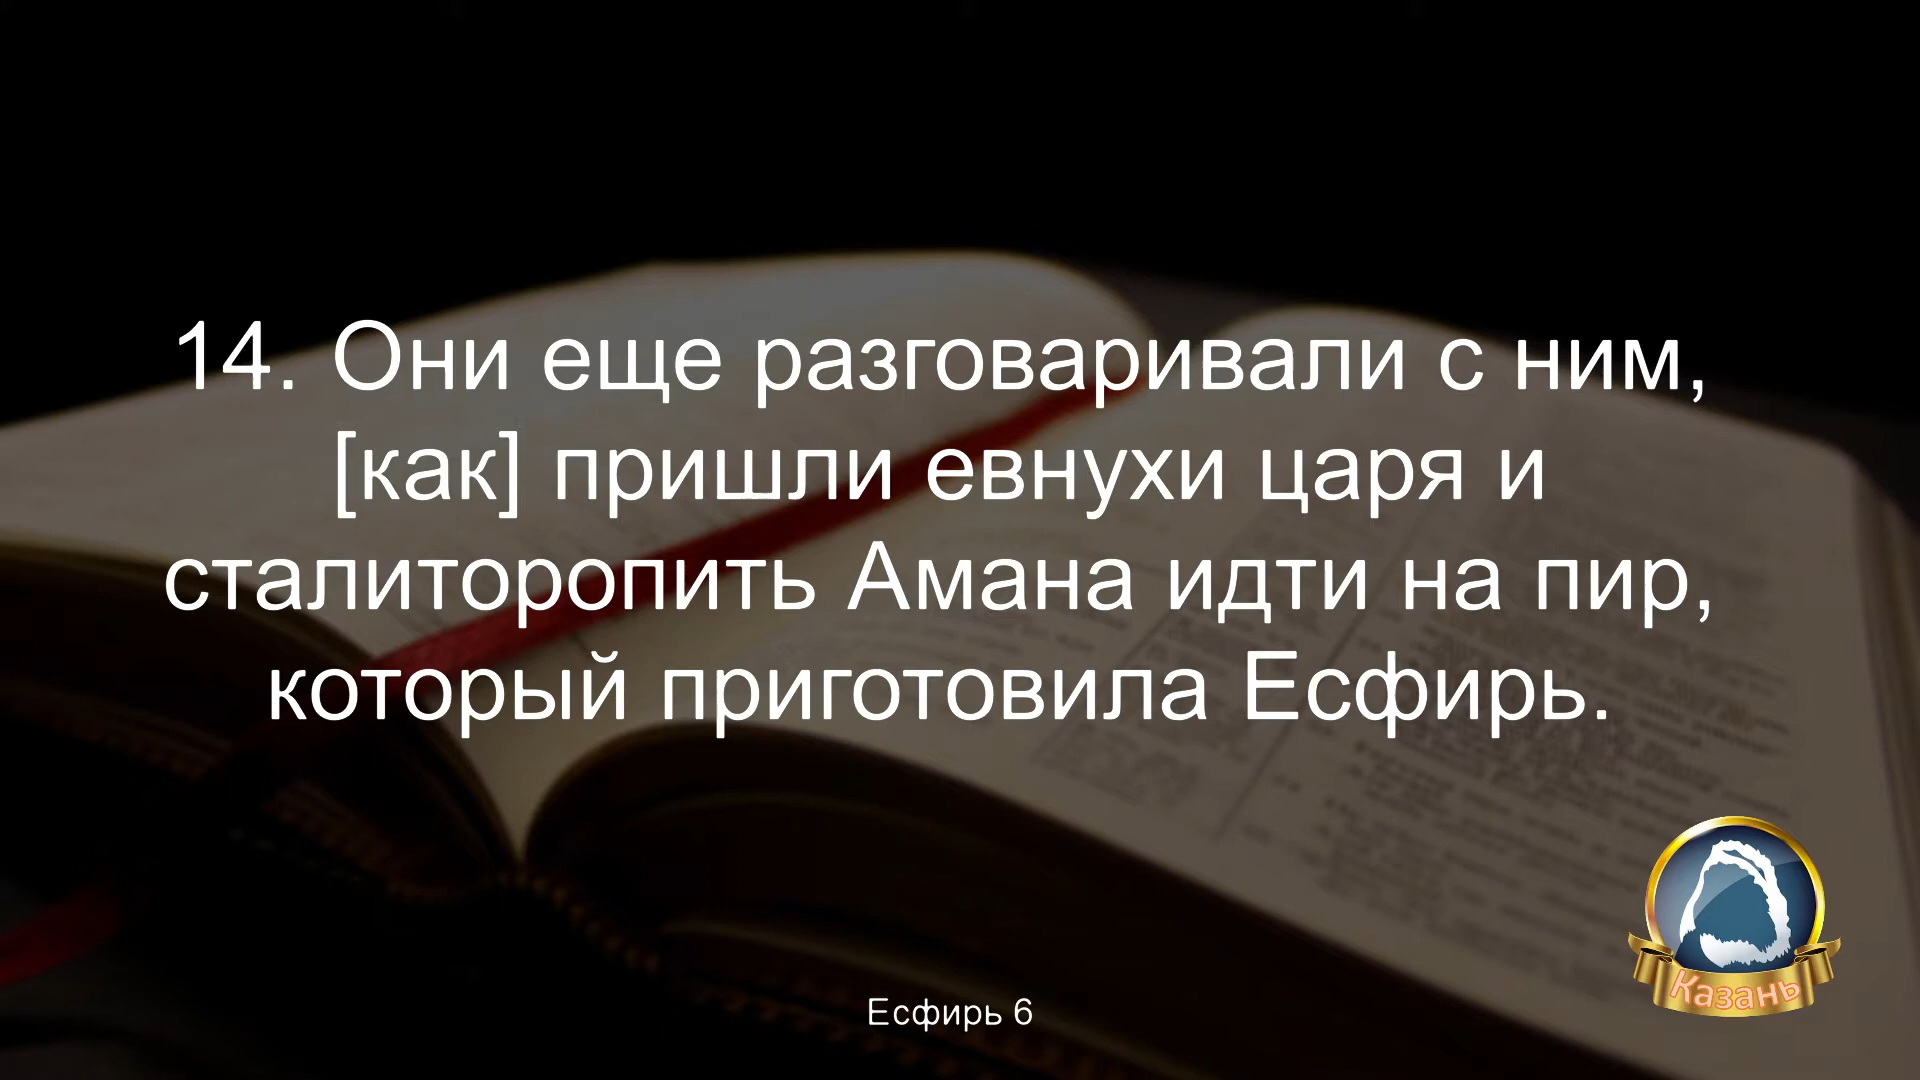 14. Они еще разговаривали с ним,
[как] пришли евнухи царя и
сталиторопить Амана идти на пир,
который приготовила Есфирь.
Казань
Есфирь 6